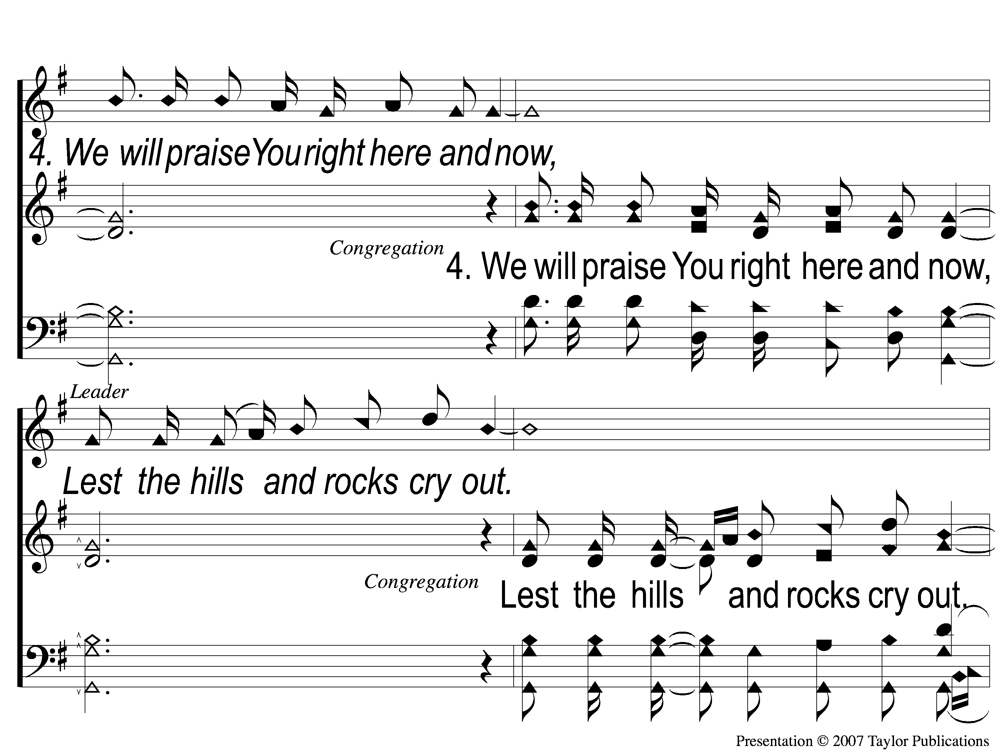 4. We will praise You right here and now,
Congregation
4. We will praise You right here and now,
Leader
Lest the hills and rocks cry out.
Congregation
Lest the hills and rocks cry out.
Presentation © 2007 Taylor Publications